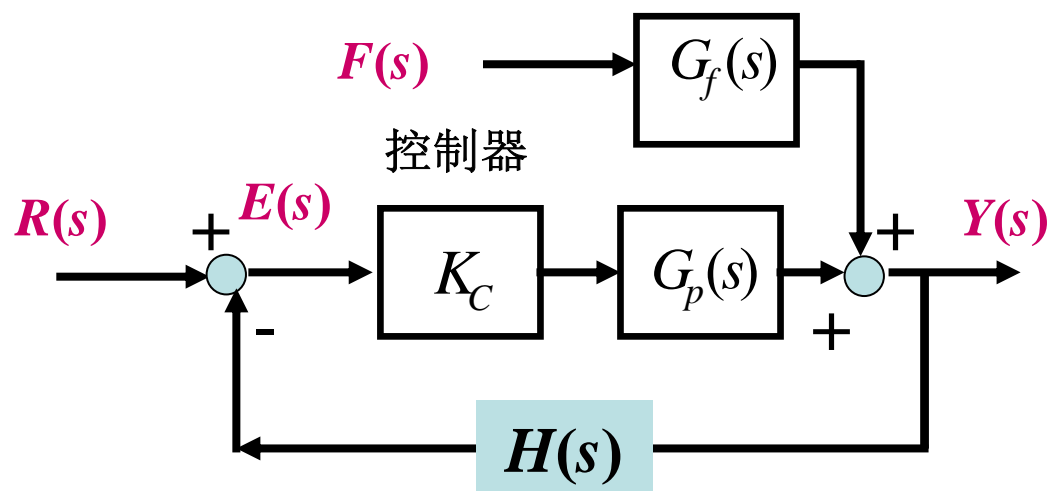 F(s)
G_f(s)
控制器
R(s)
+
E(s)
K_C
G_p(s)
+
Y(s)
-
+
H(s)